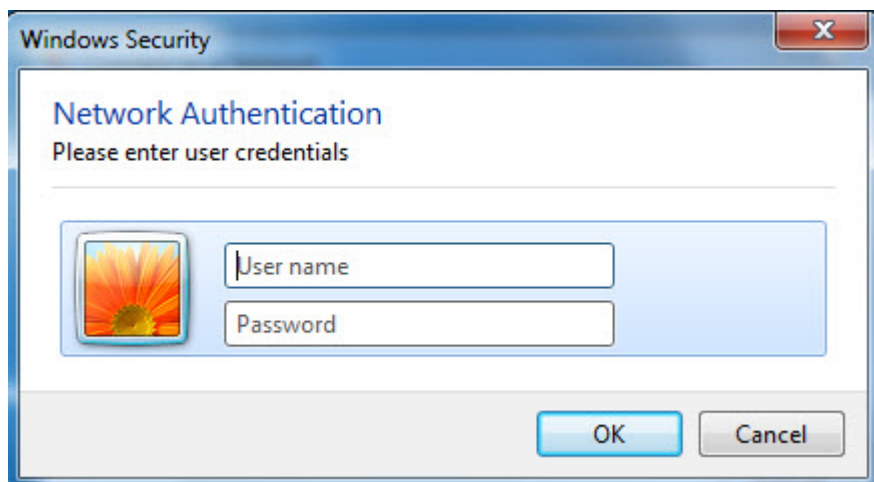 Windows Security
Network Authentication
Please enter user credentials
User name
Password
OK
Cancel